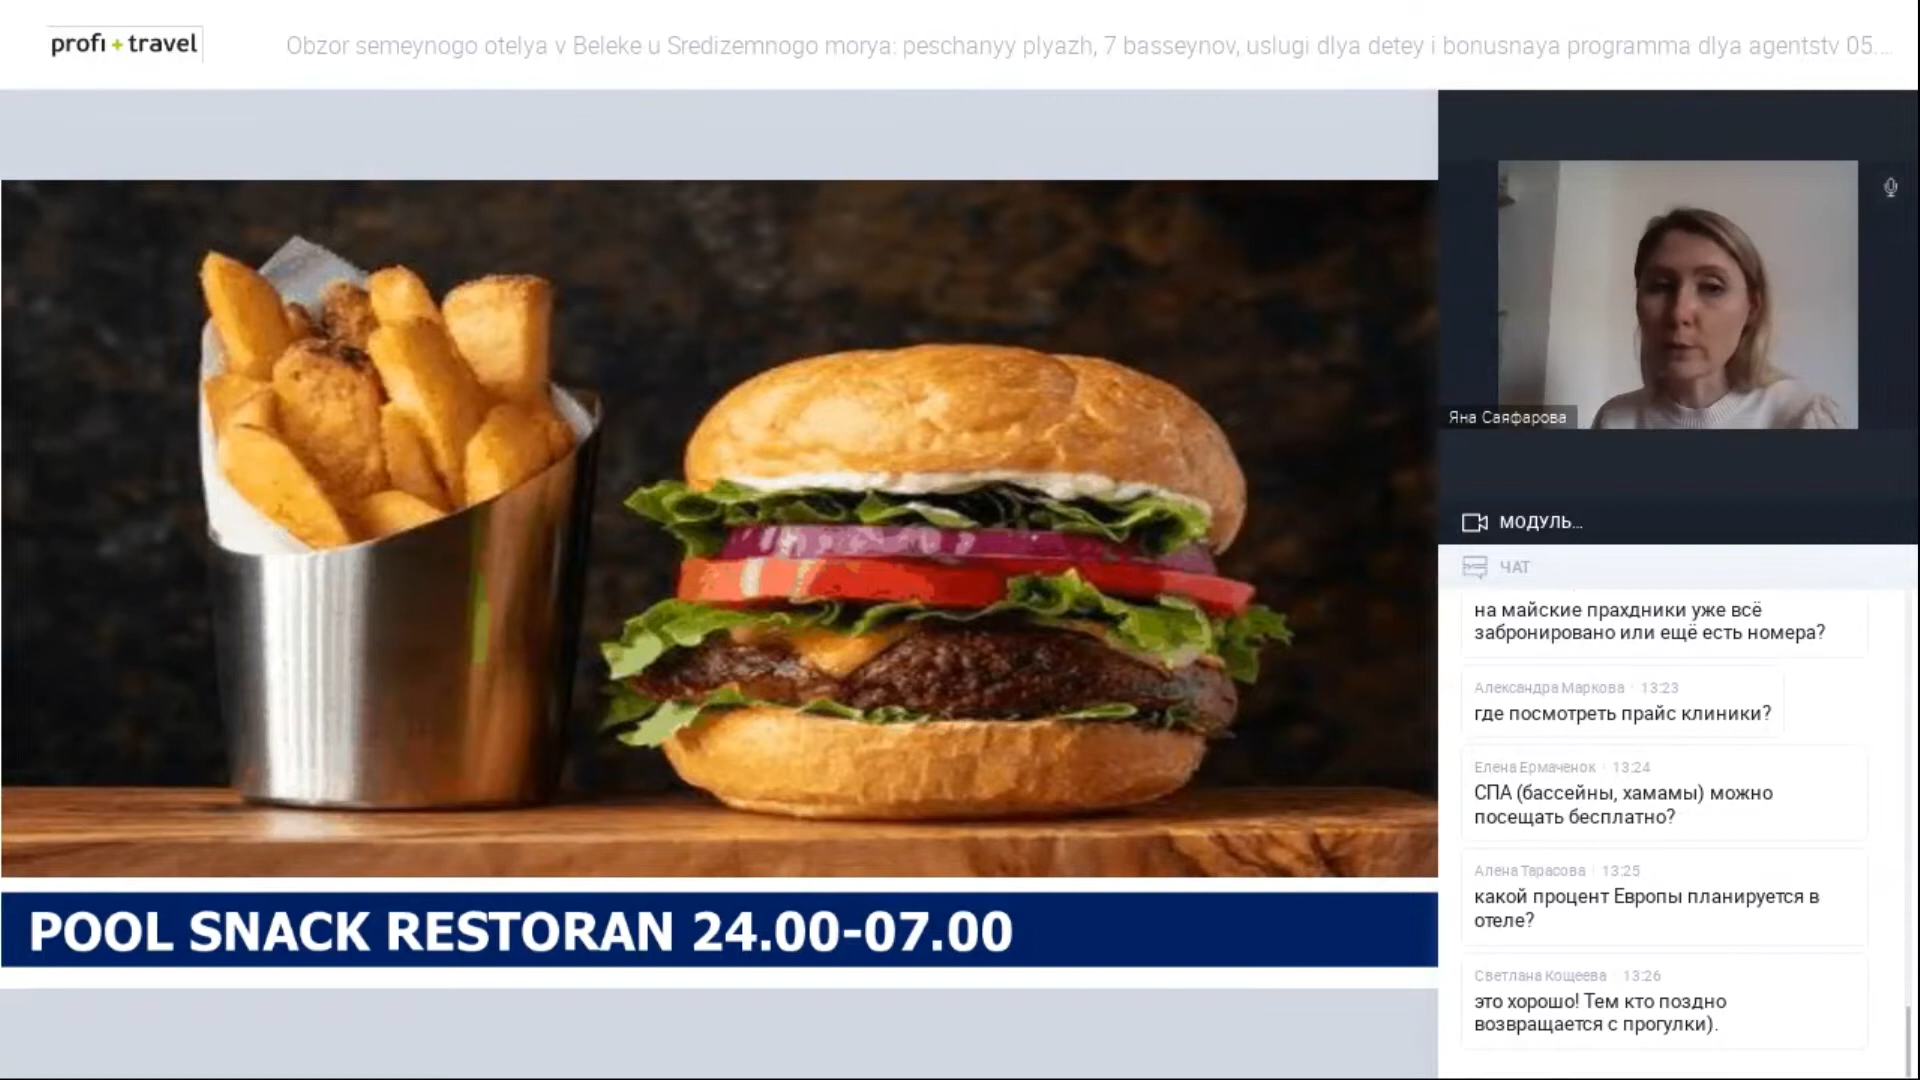 profi + travel
Obzor semeynogo otelya v Beleke u Sredizemnogo morya: peschanyy plyazh, 7 basseynov, uslugi dlya detey i bonusnaya programma dlya agentstv 05....
POOL SNACK RESTORAN 24.00-07.00
Яна Саяфарова
МОДУЛЬ...
ЧАТ
на майские прахдники уже всё
забронировано или ещё есть номера?
Александра Маркова · 13:23
где посмотреть прайс клиники?
Елена Ермаченок · 13:24
СПА (бассейны, хамамы) можно
посещать бесплатно?
Алена Тарасова · 13:25
какой процент Европы планируется в
отеле?
Светлана Кощеева · 13:26
это хорошо! Тем кто поздно
возвращается с прогулки).